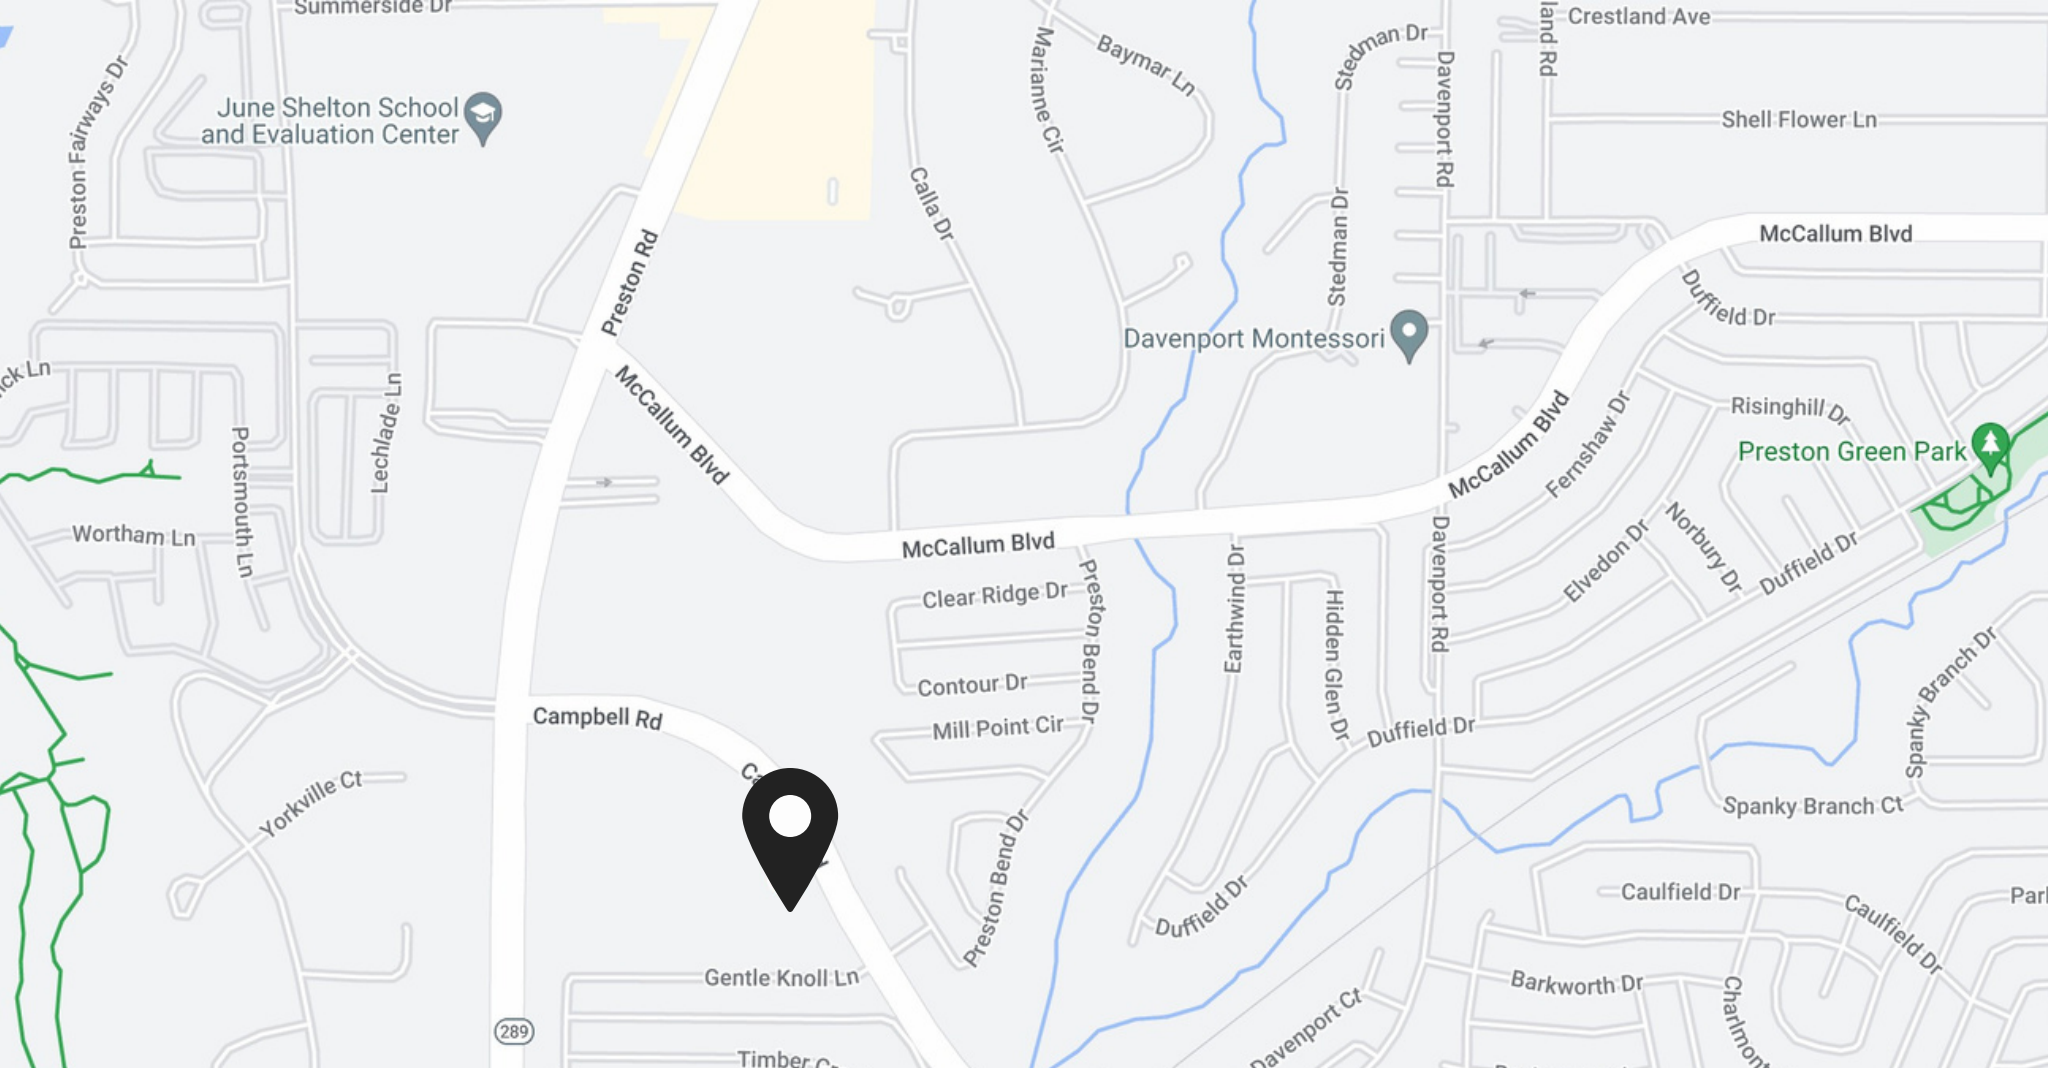 Summerside Dr
Crestland Ave
land Rd
Stedman Dr
Baymar Ln
Marianne Cir
Davenport Rd
Preston Fairways Dr
June Shelton School
and Evaluation Center
Shell Flower Ln
Calla Dr
Stedman Dr
McCallum Blvd
Preston Rd
Duffield Dr
Davenport Montessori
ck Ln
McCallum Blvd
Lechlade Ln
McCallum Blvd
Fernshaw Dr
Risinghill Dr
Preston Green Park
Portsmouth Ln
Wortham Ln
McCallum Blvd
Norbury Dr
Elvedon Dr
Duffield Dr
Davenport Rd
Earthwind Dr
Hidden Glen Dr
Clear Ridge Dr
Preston Bend Dr
Contour Dr
Mill Point Cir
Campbell Rd
Duffield Dr
Spanky Branch Dr
Yorkville Ct
Spanky Branch Ct
Preston Bend Dr
Duffield Dr
Caulfield Dr
Caulfield Dr
Gentle Knoll Ln
Barkworth Dr
Davenport Ct
Charlmont
289
Timber